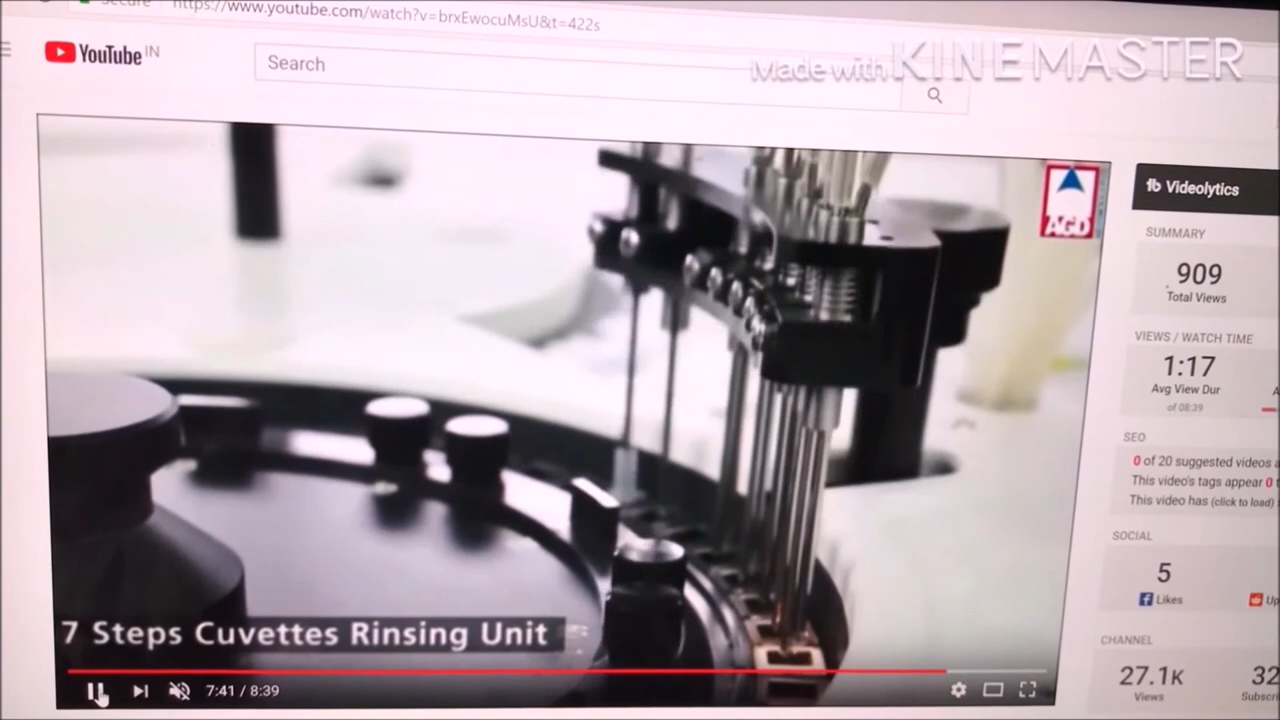 Secure https://www.youtube.com/watch?v=brxEwocuMsU&t=422s
YouTube IN
Search
Made with KINEMASTER
AGD
7 Steps Cuvettes Rinsing Unit
7:41 / 8:39
Videolytics
SUMMARY
909
Total Views
VIEWS / WATCH TIME
1:17
Avg View Dur
of 08:39
SEO
0 of 20 suggested videos
This video's tags appear 0
This video has (click to load)
SOCIAL
5
Likes
CHANNEL
27.1K
Views